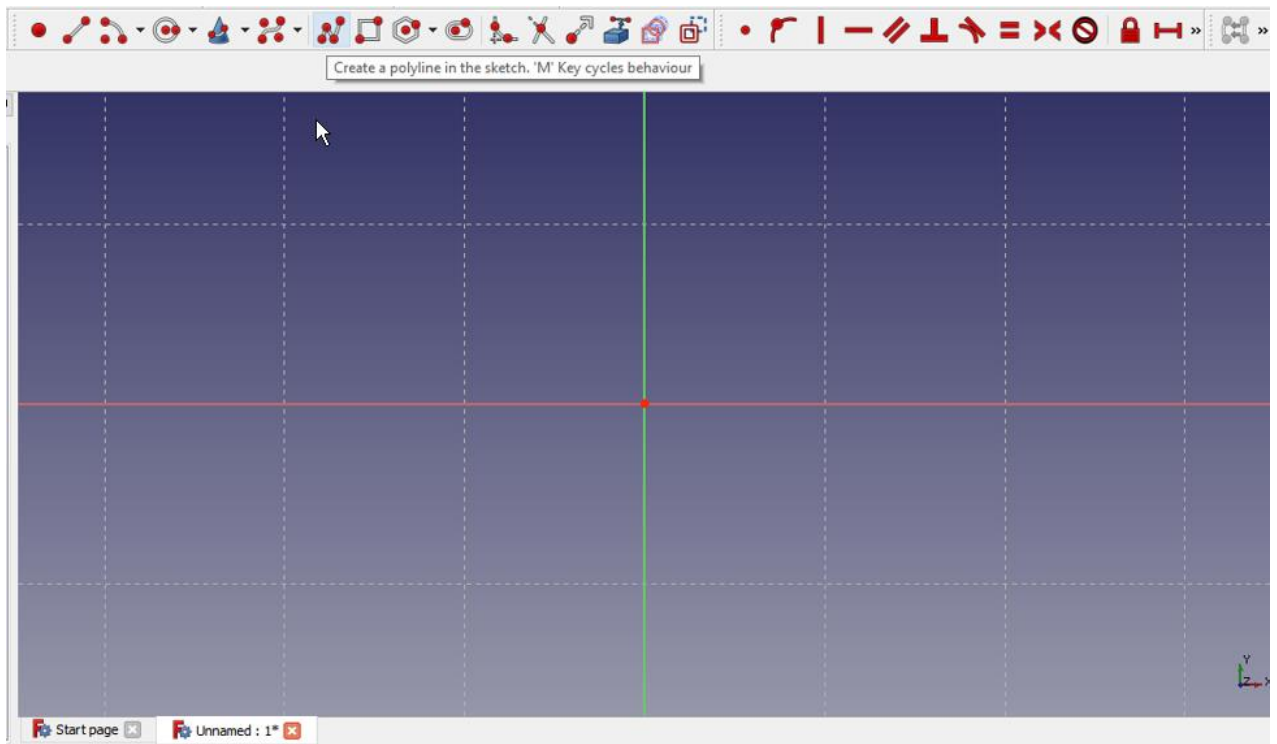 »
»
Create a polyline in the sketch. 'M' Key cycles behaviour
Y
Z X
Start page
Unnamed : 1*